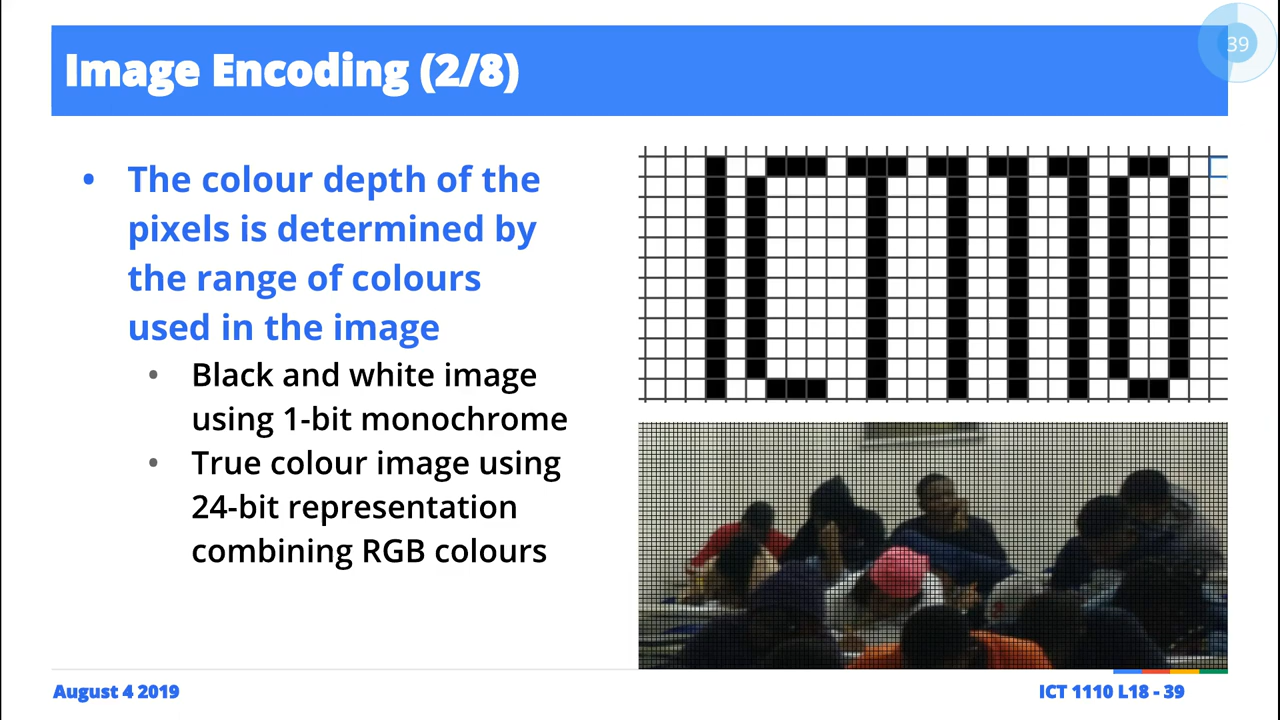 39
Image Encoding (2/8)
• The colour depth of the
pixels is determined by
the range of colours
used in the image
• Black and white image
using 1-bit monochrome
• True colour image using
24-bit representation
combining RGB colours
ICT1110
August 4 2019
ICT 1110 L18 - 39